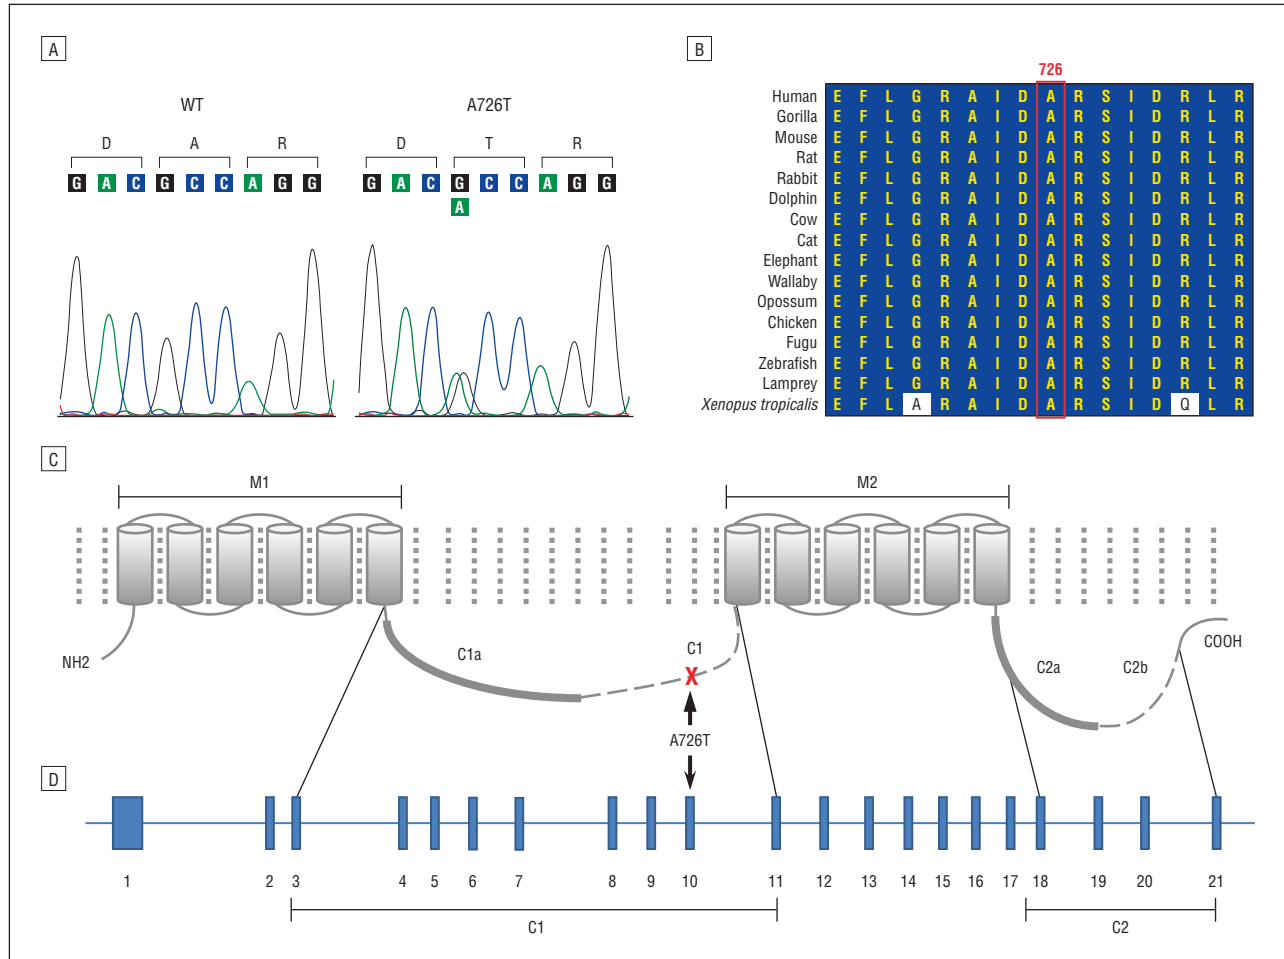 A
WT
A726T
D A R
D T R
G A C G C C A G G
G A C G C C A G G
A
B
726
Human E F L G R A I D A R S I D R L R
Gorilla E F L G R A I D A R S I D R L R
Mouse E F L G R A I D A R S I D R L R
Rat E F L G R A I D A R S I D R L R
Rabbit E F L G R A I D A R S I D R L R
Dolphin E F L G R A I D A R S I D R L R
Cow E F L G R A I D A R S I D R L R
Cat E F L G R A I D A R S I D R L R
Elephant E F L G R A I D A R S I D R L R
Wallaby E F L G R A I D A R S I D R L R
Opossum E F L G R A I D A R S I D R L R
Chicken E F L G R A I D A R S I D R L R
Fugu E F L G R A I D A R S I D R L R
Zebrafish E F L G R A I D A R S I D R L R
Lamprey E F L G R A I D A R S I D R L R
Xenopus tropicalis E F L A R A I D A R S I D Q L R
C
M1
M2
NH2
C1a
C1
X
C2a
C2b
COOH
A726T
D
1 2 3 4 5 6 7 8 9 10 11 12 13 14 15 16 17 18 19 20 21
C1
C2